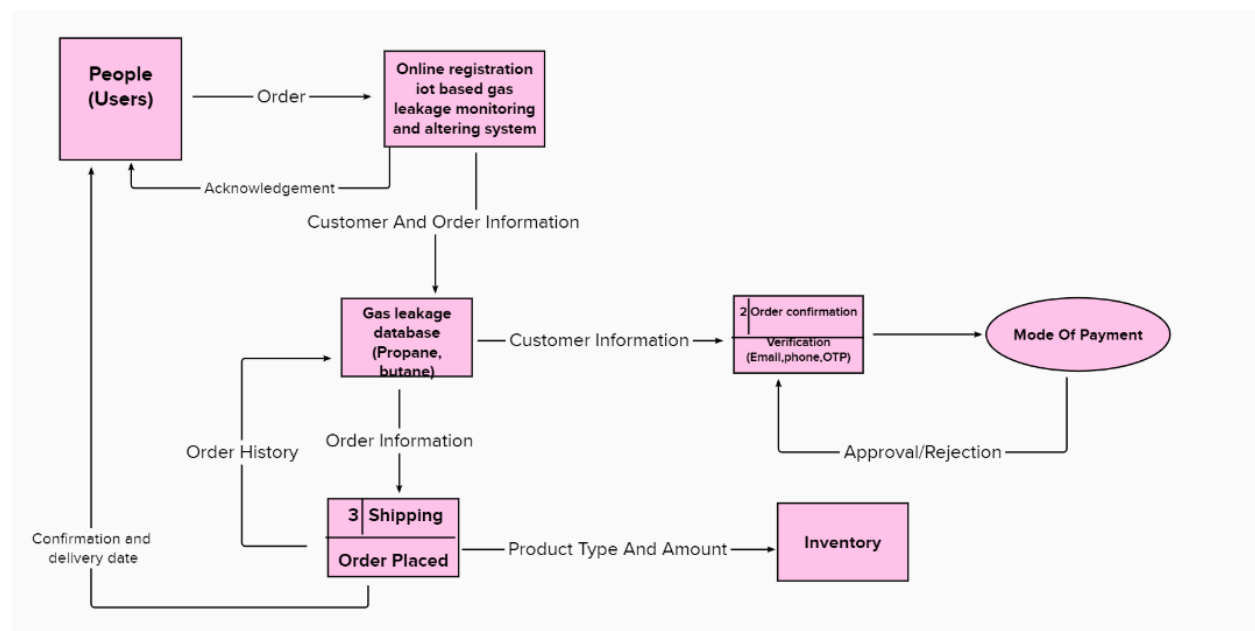 People
(Users)
Order
Online registration
iot based gas
leakage monitoring
and altering system
Acknowledgement
Customer And Order Information
Gas leakage
database
(Propane,
butane)
Customer Information
2 Order confirmation
Verification
(Email,phone,OTP)
Mode Of Payment
Order History
Order Information
Approval/Rejection
3 Shipping
Order Placed
Product Type And Amount
Inventory
Confirmation and
delivery date